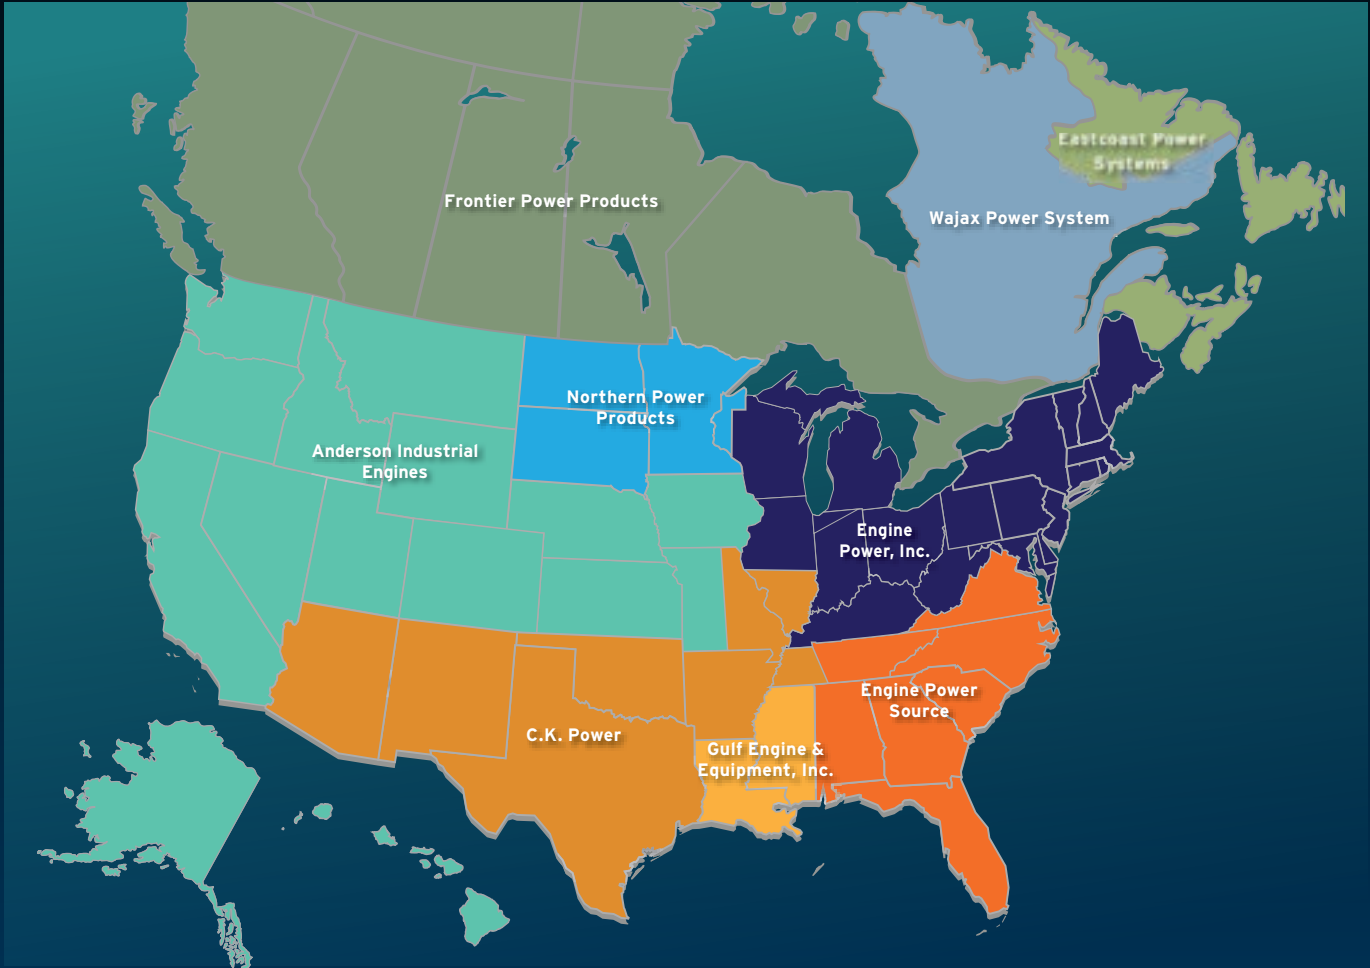 Eastcoast Power
Systems
Frontier Power Products
Wajax Power System
Northern Power
Products
Anderson Industrial
Engines
Engine
Power, Inc.
Engine Power
Source
C.K. Power
Gulf Engine &
Equipment, Inc.